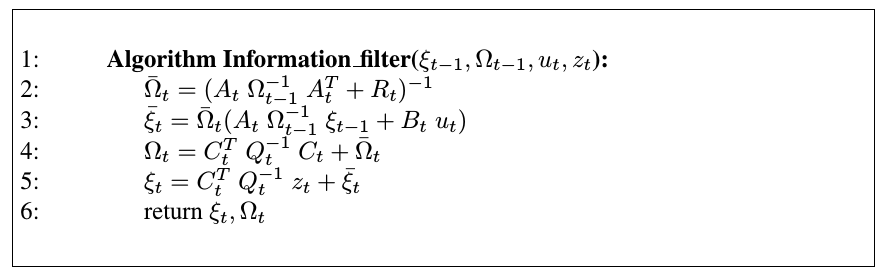 1: Algorithm Information_filter(ξ_{t−1}, Ω_{t−1}, u_t, z_t):
2: Ω̄_t = (A_t Ω_{t−1}^{−1} A_t^T + R_t)^{−1}
3: ξ̄_t = Ω̄_t(A_t Ω_{t−1}^{−1} ξ_{t−1} + B_t u_t)
4: Ω_t = C_t^T Q_t^{−1} C_t + Ω̄_t
5: ξ_t = C_t^T Q_t^{−1} z_t + ξ̄_t
6: return ξ_t, Ω_t